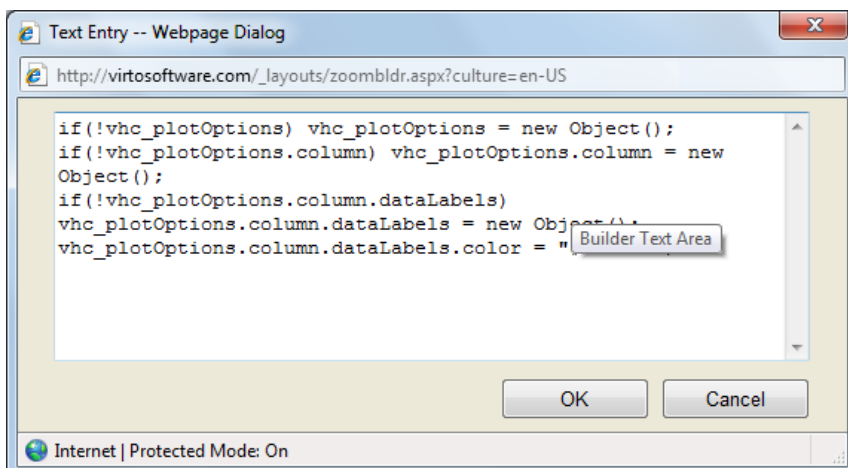 Text Entry -- Webpage Dialog
http://virtosoftware.com/_layouts/zoombldr.aspx?culture=en-US
if(!vhc_plotOptions) vhc_plotOptions = new Object();
if(!vhc_plotOptions.column) vhc_plotOptions.column = new
Object();
if(!vhc_plotOptions.column.dataLabels)
vhc_plotOptions.column.dataLabels = new Object();
vhc_plotOptions.column.dataLabels.color = "
Builder Text Area
OK Cancel
Internet | Protected Mode: On